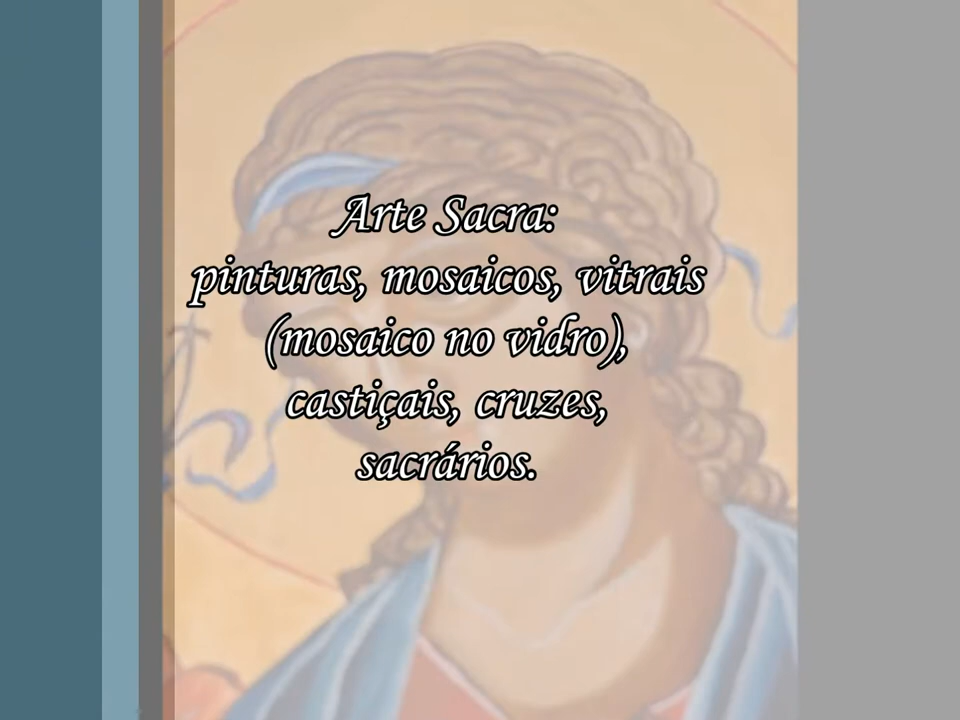 Arte Sacra:
pinturas, mosaicos, vitrais
(mosaico no vidro),
castiçais, cruzes,
sacrários.